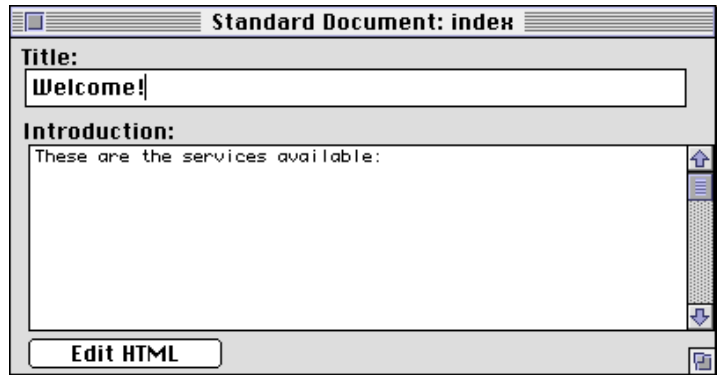 Standard Document: index
Title:
Welcome!
Introduction:
These are the services available:
Edit HTML